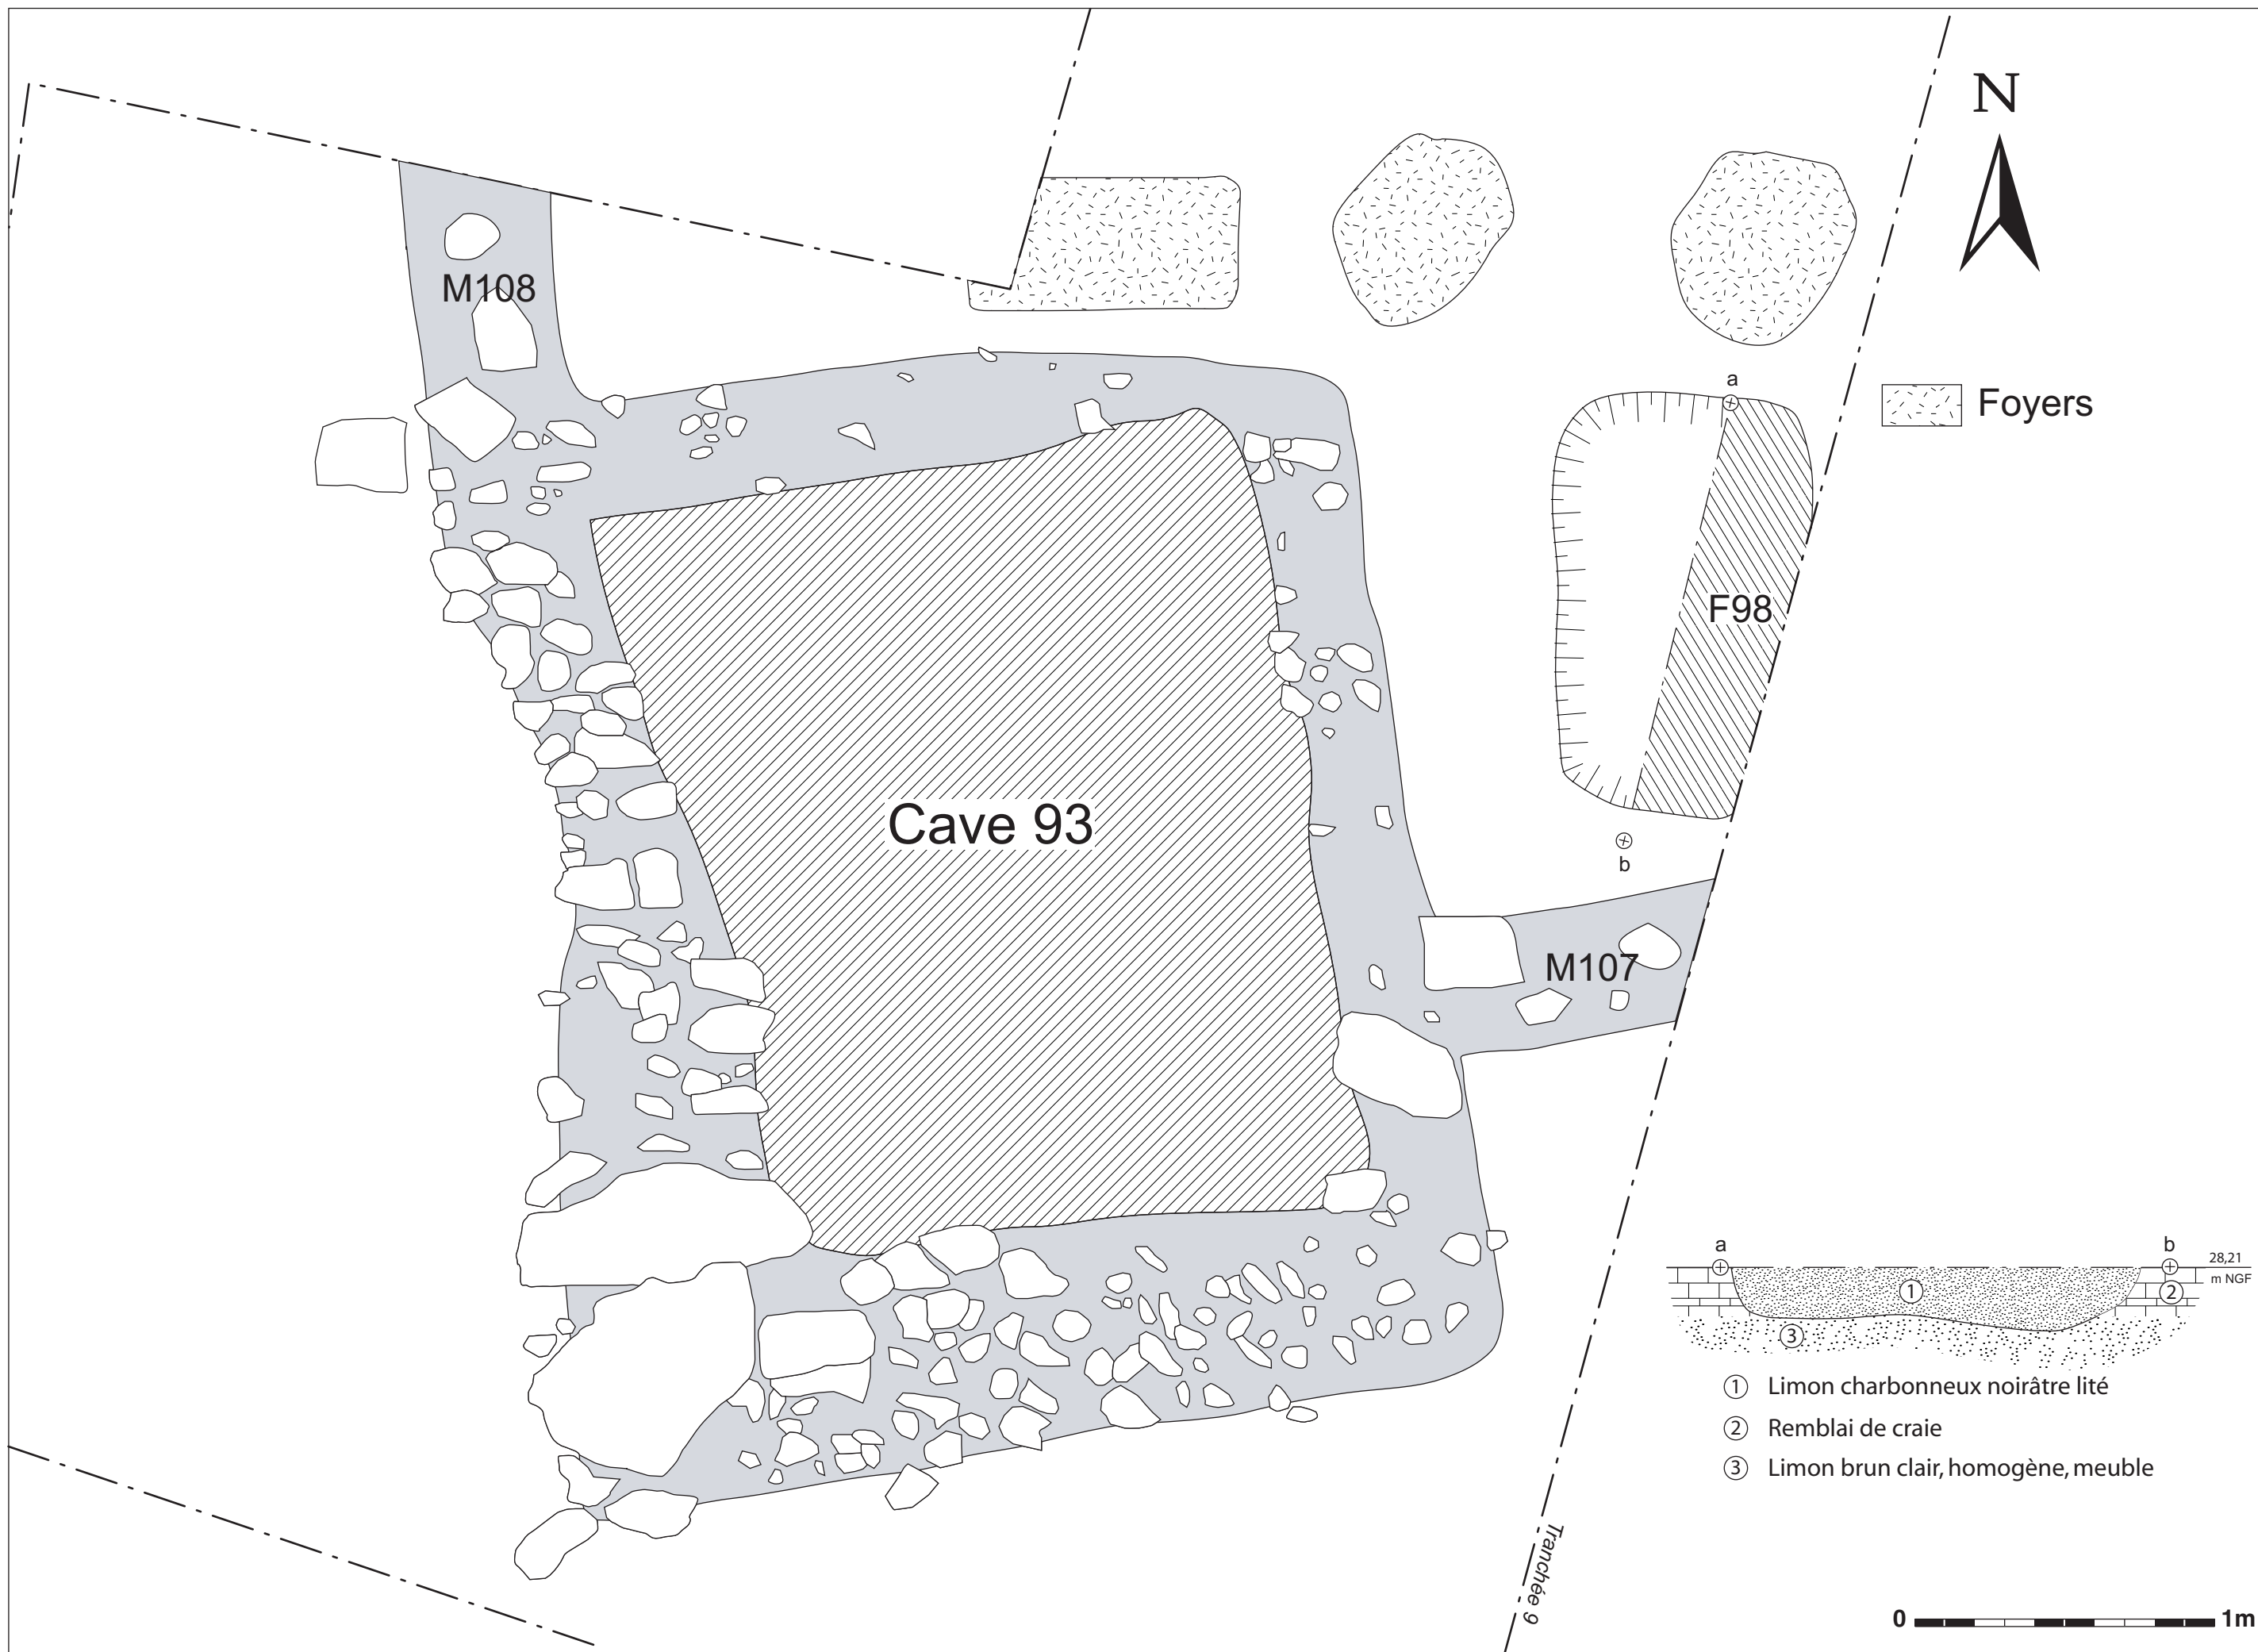 N
M108
Foyers
a
F98
Cave 93
b
M107
a
b
28,21
m NGF
1
2
3
1 Limon charbonneux noirâtre lité
2 Remblai de craie
3 Limon brun clair, homogène, meuble
Tranchée 9
0
1m